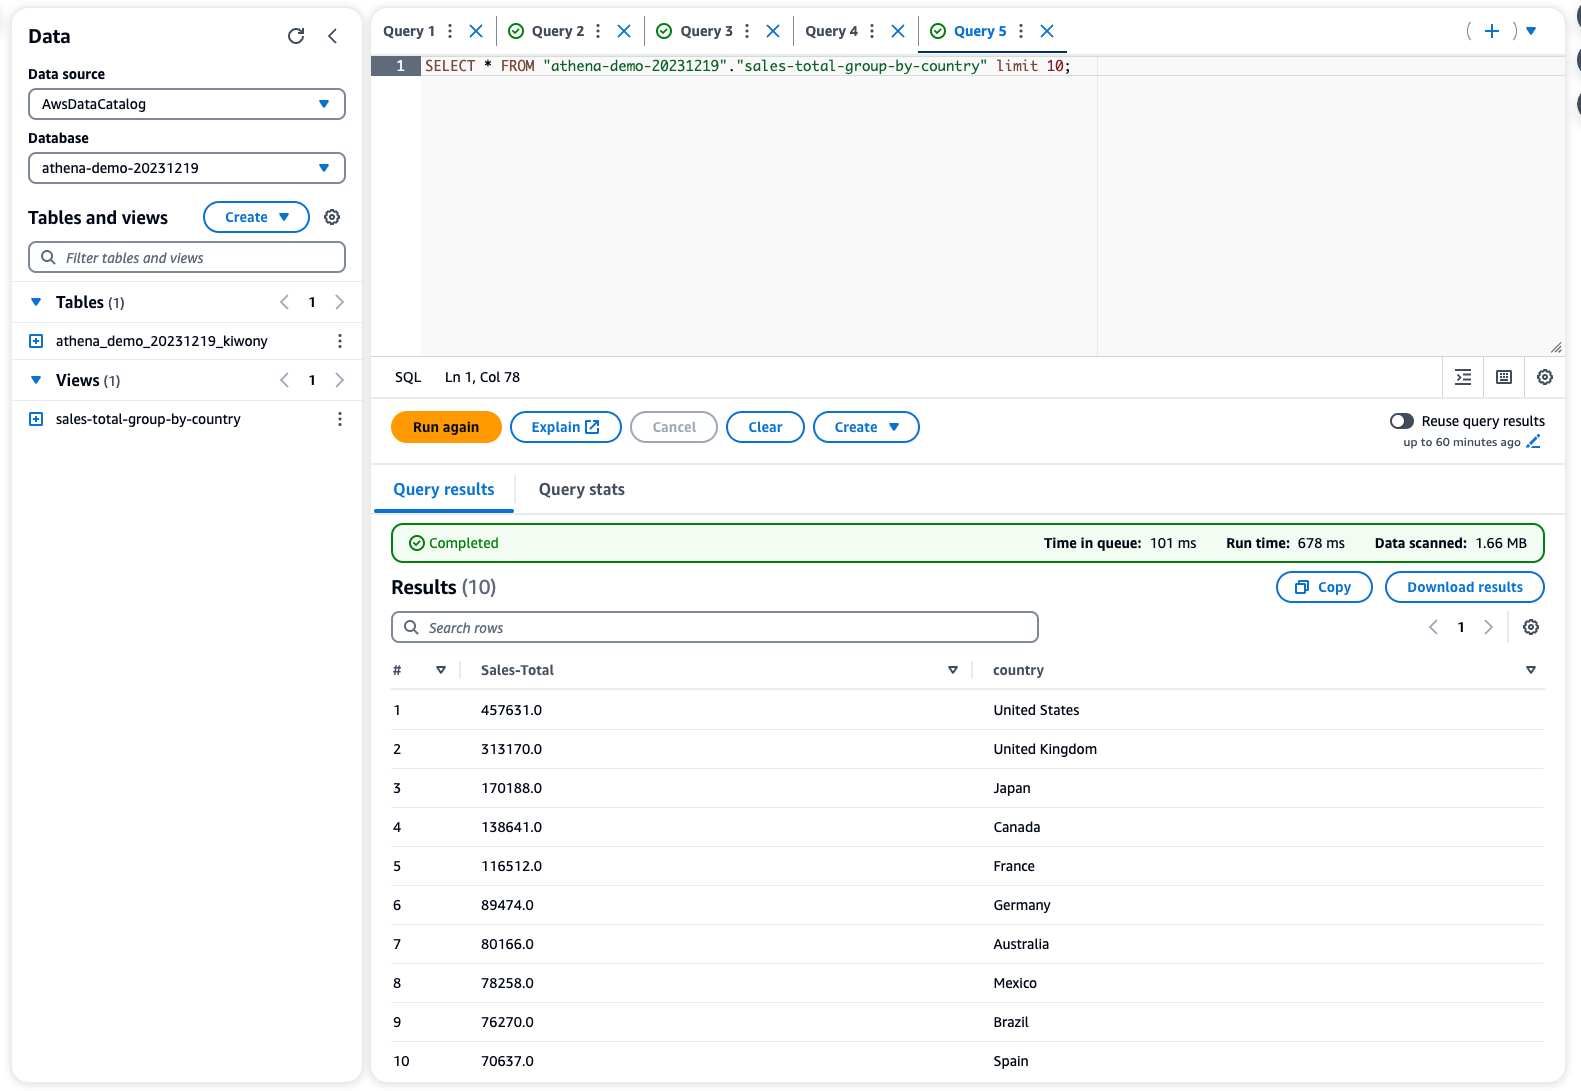 Data
Data source
AwsDataCatalog
Database
athena-demo-20231219
Tables and views
Create
Filter tables and views
Tables (1)
1
athena_demo_20231219_kiwony
Views (1)
1
sales-total-group-by-country
Query 1
Query 2
Query 3
Query 4
Query 5
1 SELECT * FROM "athena-demo-20231219"."sales-total-group-by-country" limit 10;
SQL Ln 1, Col 78
Run again
Explain
Cancel
Clear
Create
Reuse query results
up to 60 minutes ago
Query results
Query stats
Completed
Time in queue: 101 ms Run time: 678 ms Data scanned: 1.66 MB
Results (10)
Copy
Download results
Search rows
1
# Sales-Total country
1 457631.0 United States
2 313170.0 United Kingdom
3 170188.0 Japan
4 138641.0 Canada
5 116512.0 France
6 89474.0 Germany
7 80166.0 Australia
8 78258.0 Mexico
9 76270.0 Brazil
10 70637.0 Spain